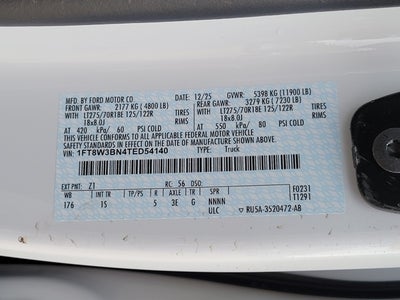 MFD. BY FORD MOTOR CO.
DATE: 12/25 GVWR: 5398 KG (11900 LB)
FRONT GAWR: 2177 KG (4800 LB) REAR GAWR: 3279 KG (7230 LB)
LT275/70R18E 125/122R LT275/70R18E 125/122R
18x8.0J 18x8.0J
AT 420 kPa/ 60 PSI COLD AT 550 kPa/ 80 PSI COLD
THIS VEHICLE CONFORMS TO ALL APPLICABLE FEDERAL MOTOR VEHICLE
SAFETY STANDARDS IN EFFECT ON THE DATE OF MANUFACTURE SHOWN ABOVE.
VIN: 1FT8W3BN4TED54140 TYPE: Truck
EXT PNT: Z1 RC: 56 DSO:
WB INT TR TP/PS R AXLE TR SPR F0231
176 IS 5 3E G NNNN T1291
ULC ▽ RU5A-3520472-AB